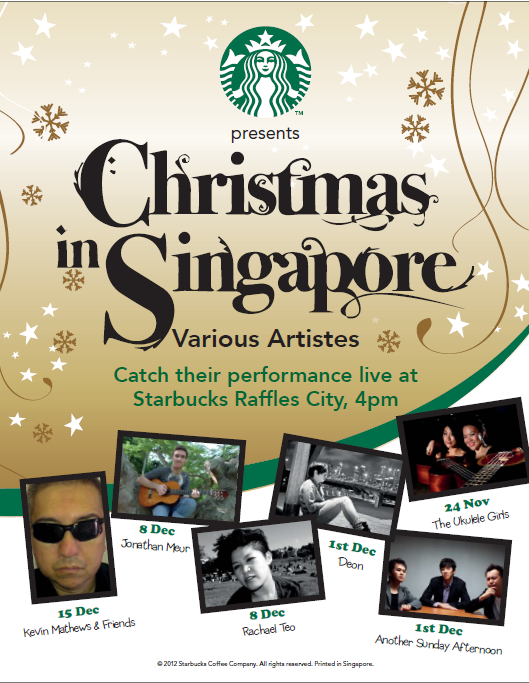 TM
presents
Christmas
in Singapore
Various Artistes
Catch their performance live at
Starbucks Raffles City, 4pm
24 Nov
The Ukulele Girls
8 Dec
Jonathan Meur
1st Dec
Deon
15 Dec
Kevin Mathews & Friends
8 Dec
Rachael Teo
1st Dec
Another Sunday Afternoon
© 2012 Starbucks Coffee Company. All rights reserved. Printed in Singapore.